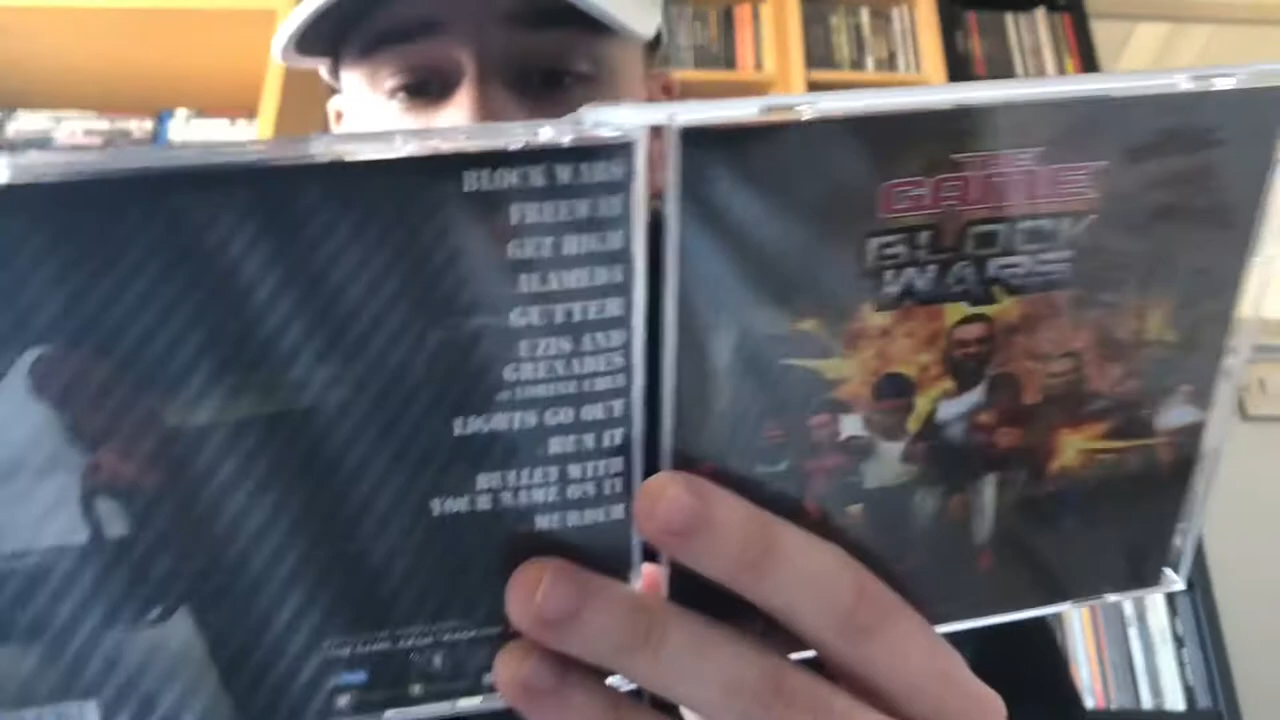 BLOCK WARS
FREEWAY
GET HIGH
ALAMEDA
GUTTER
UZIS AND
GRENADES
LIGHTS GO OUT
RUN IT
BULLET WITH
YOUR NAME ON IT
MURDER
THE
GAME
BLOCK
WARS